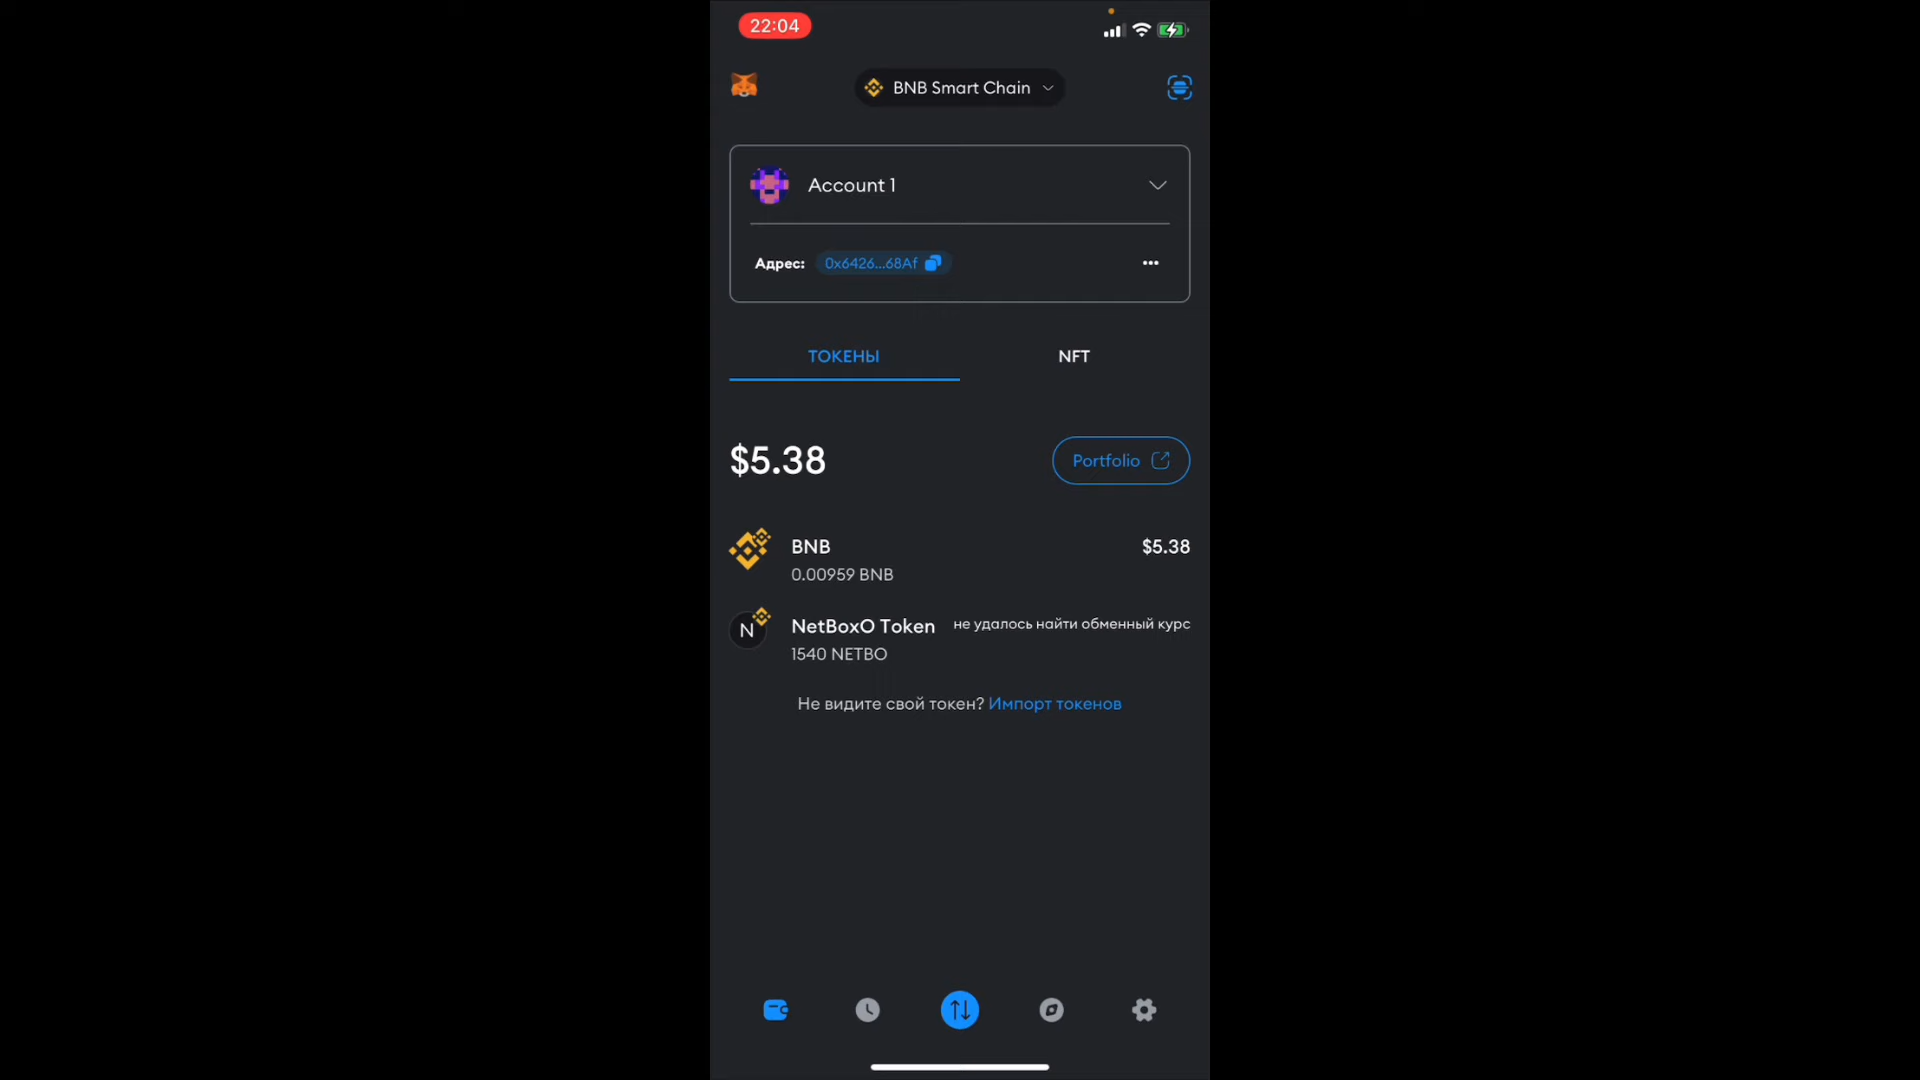 22:04
BNB Smart Chain
Account 1
Адрес: 0x6426...68Af
ТОКЕНЫ
NFT
$5.38
Portfolio
BNB
$5.38
0.00959 BNB
N
NetBoxO Token
не удалось найти обменный курс
1540 NETBO
Не видите свой токен? Импорт токенов